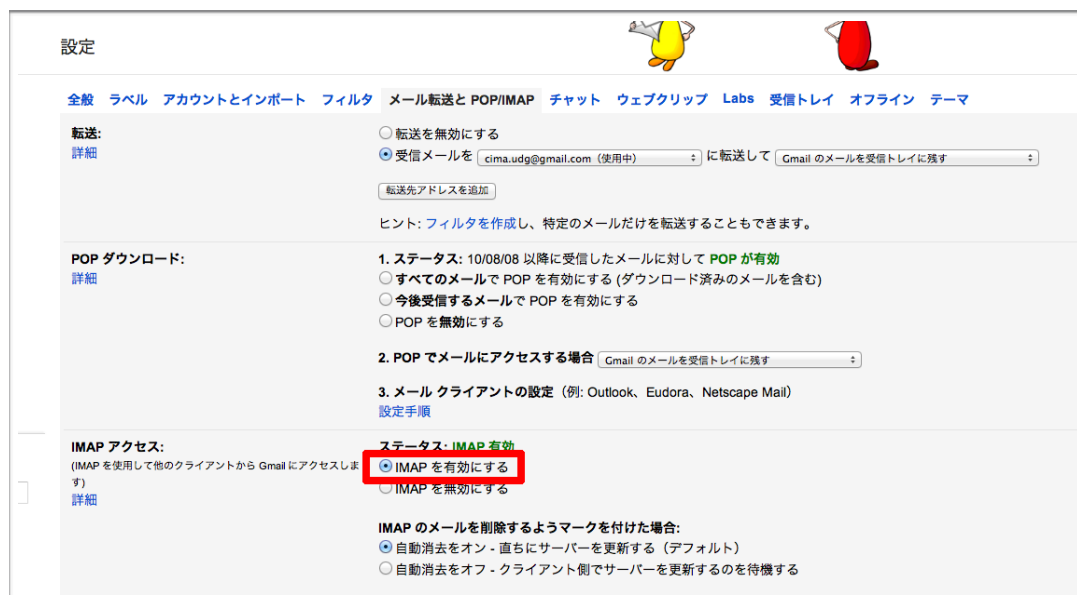 設定
全般 ラベル アカウントとインポート フィルタ メール転送と POP/IMAP チャット ウェブクリップ Labs 受信トレイ オフライン テーマ
転送:
詳細
転送を無効にする
受信メールを cima.udg@gmail.com（使用中） に転送して Gmail のメールを受信トレイに残す
転送先アドレスを追加
ヒント: フィルタを作成し、特定のメールだけを転送することもできます。
POP ダウンロード:
詳細
1. ステータス: 10/08/08 以降に受信したメールに対して POP が有効
すべてのメールで POP を有効にする (ダウンロード済みのメールを含む)
今後受信するメールで POP を有効にする
POP を無効にする
2. POP でメールにアクセスする場合 Gmail のメールを受信トレイに残す
3. メール クライアントの設定（例: Outlook、Eudora、Netscape Mail）
設定手順
IMAP アクセス:
(IMAP を使用して他のクライアントから Gmail にアクセスしま
す)
詳細
ステータス: IMAP 有効
IMAP を有効にする
IMAP を無効にする
IMAP のメールを削除するようマークを付けた場合:
自動消去をオン - 直ちにサーバーを更新する（デフォルト）
自動消去をオフ - クライアント側でサーバーを更新するのを待機する